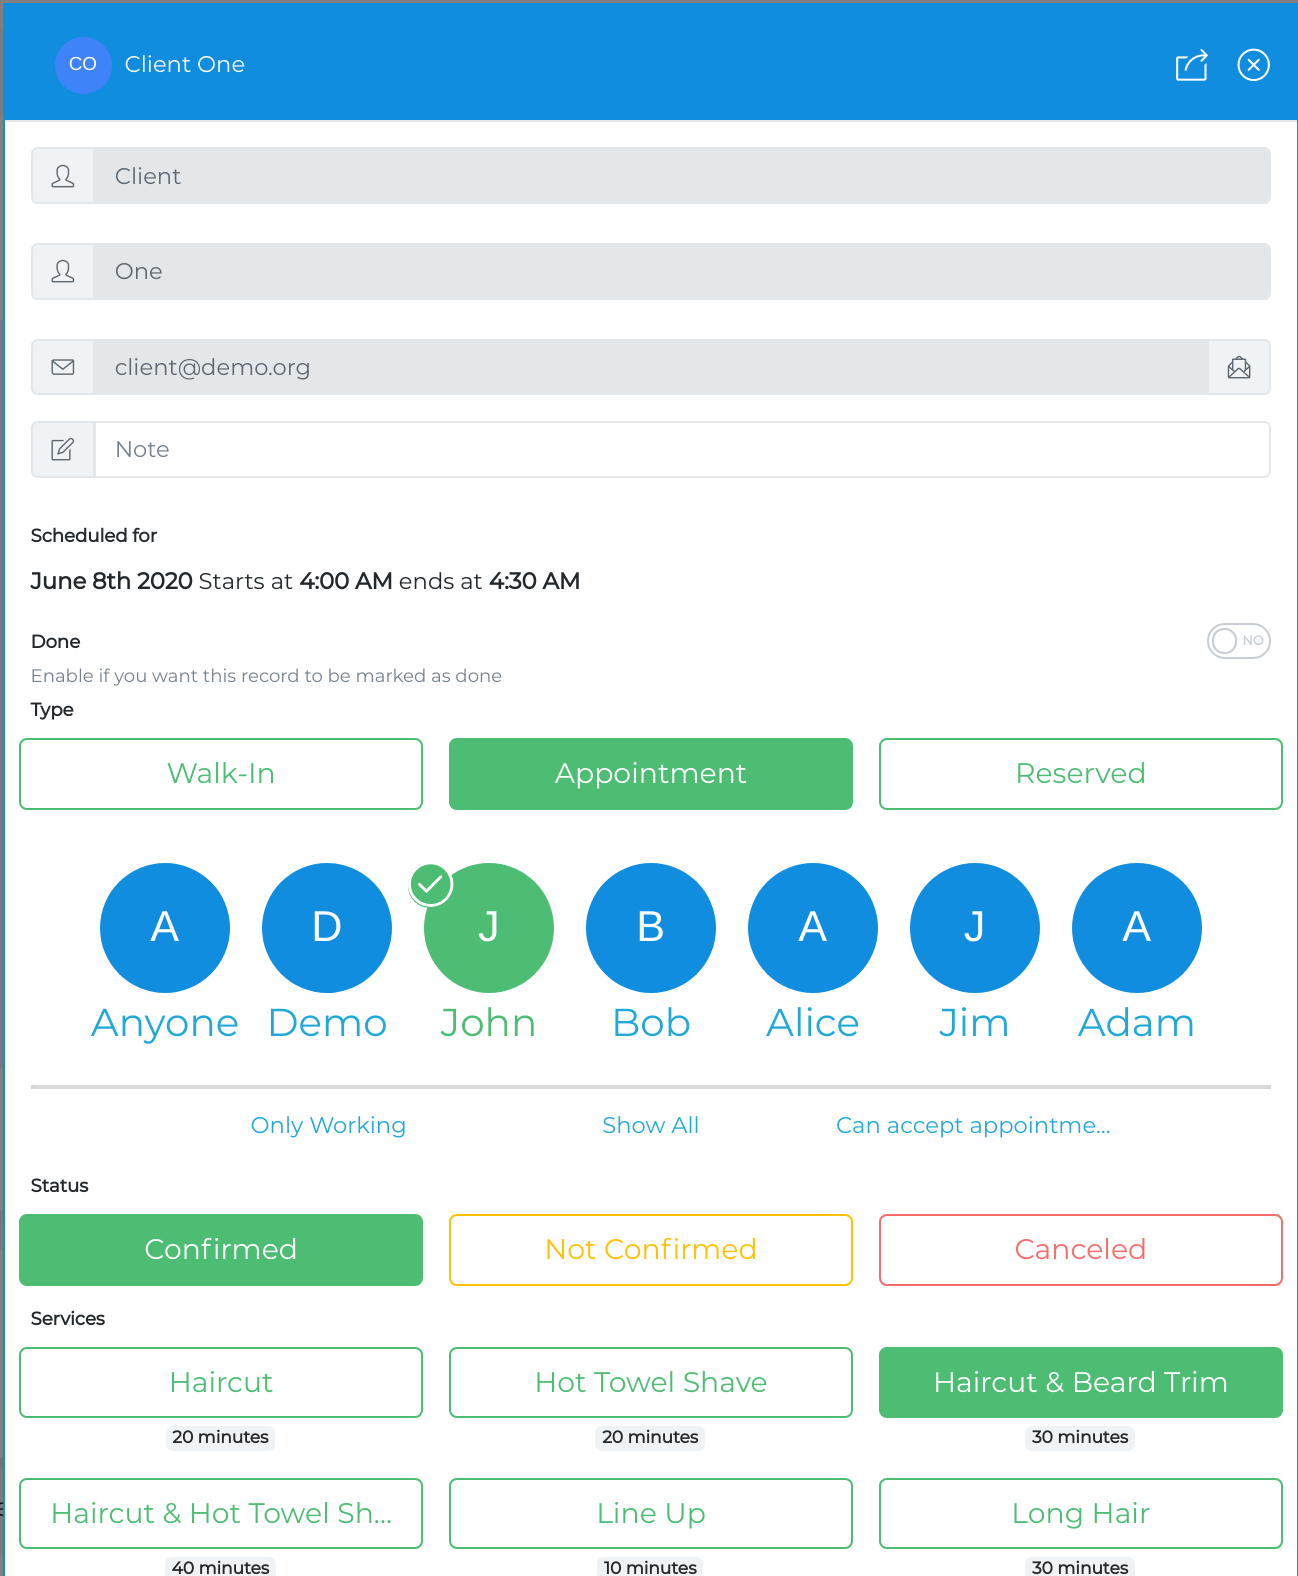 CO Client One
Client
One
client@demo.org
Note
Scheduled for
June 8th 2020 Starts at 4:00 AM ends at 4:30 AM
Done
NO
Enable if you want this record to be marked as done
Type
Walk-In Appointment Reserved
A D J B A J A
Anyone Demo John Bob Alice Jim Adam
Only Working Show All Can accept appointme...
Status
Confirmed Not Confirmed Canceled
Services
Haircut Hot Towel Shave Haircut & Beard Trim
20 minutes 20 minutes 30 minutes
Haircut & Hot Towel Sh... Line Up Long Hair
40 minutes 10 minutes 30 minutes